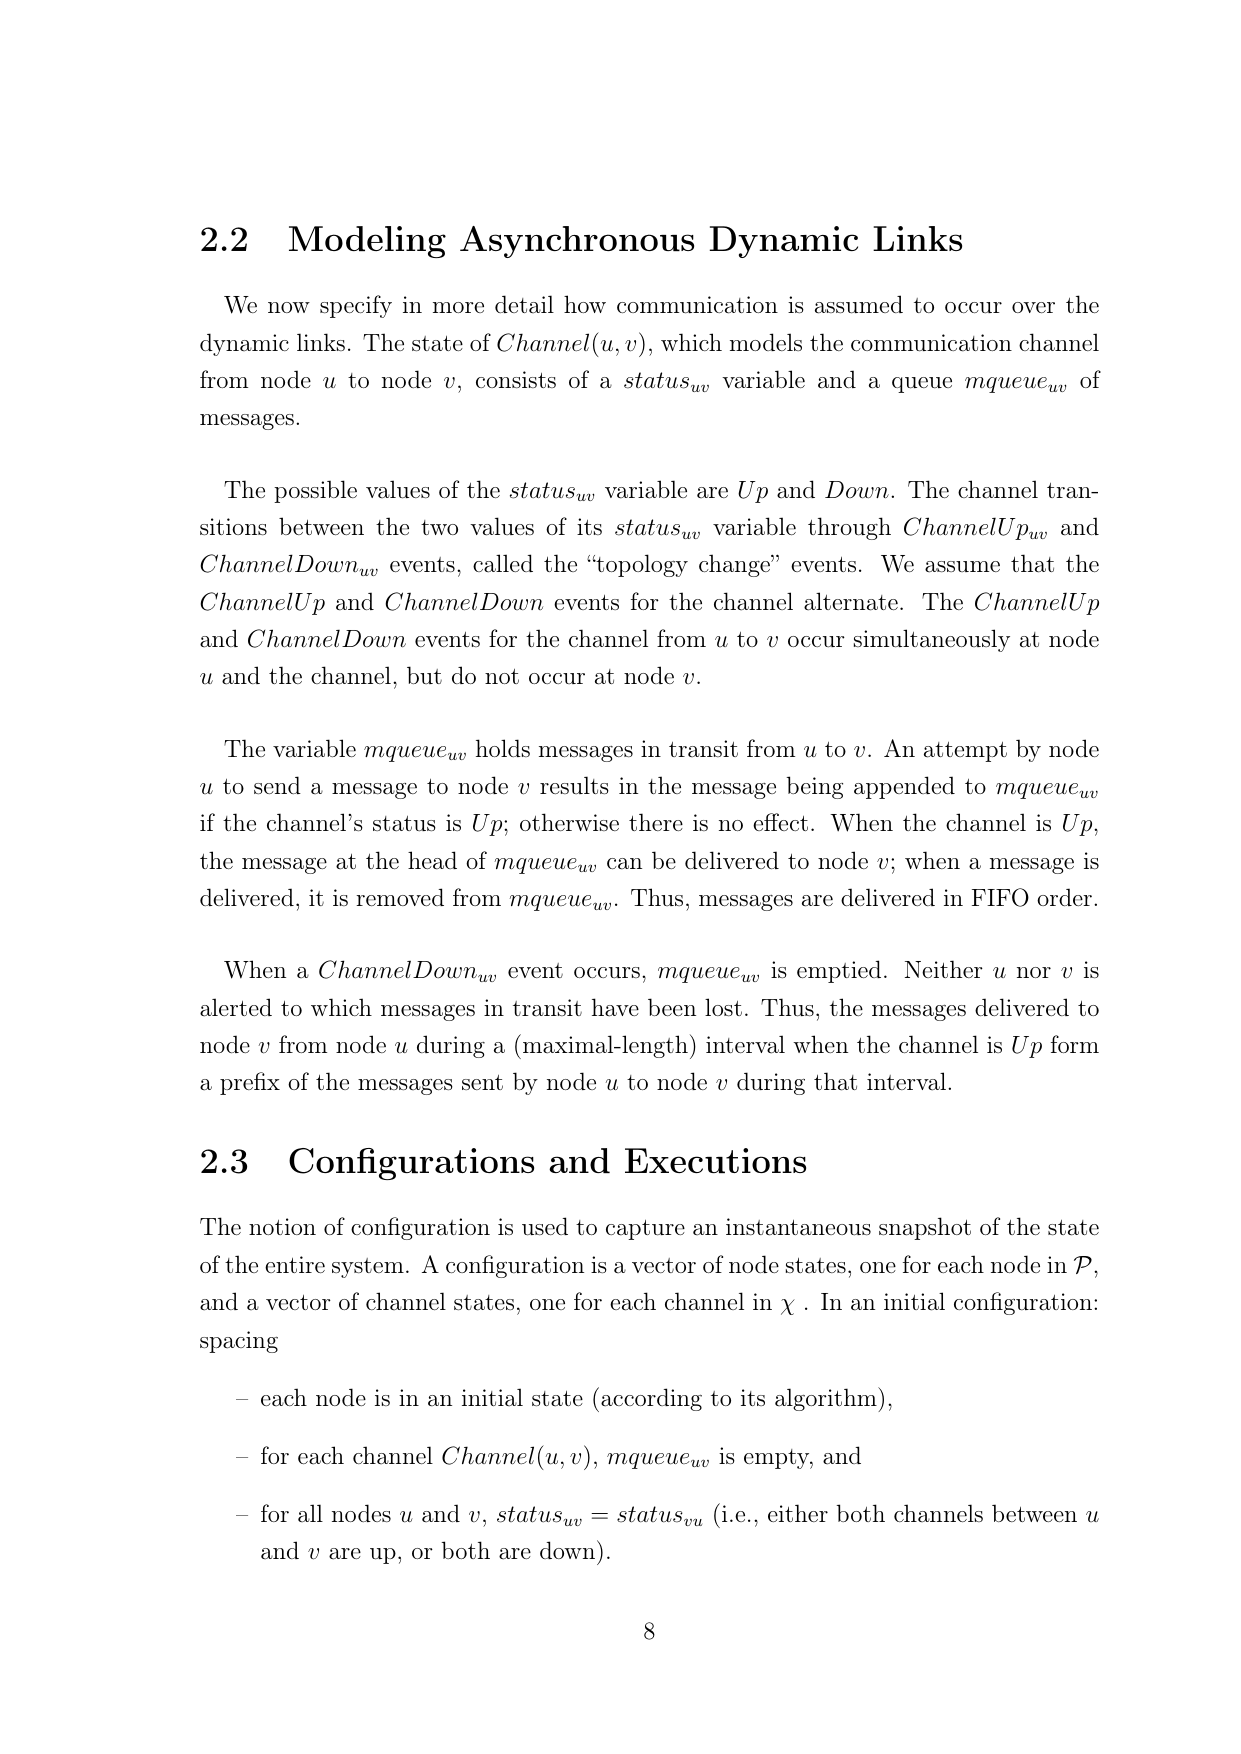 2.2 Modeling Asynchronous Dynamic Links
We now specify in more detail how communication is assumed to occur over the
dynamic links. The state of Channel(u, v), which models the communication channel
from node u to node v, consists of a status_{uv} variable and a queue mqueue_{uv} of
messages.
The possible values of the status_{uv} variable are Up and Down. The channel tran-
sitions between the two values of its status_{uv} variable through ChannelUp_{uv} and
ChannelDown_{uv} events, called the “topology change” events. We assume that the
ChannelUp and ChannelDown events for the channel alternate. The ChannelUp
and ChannelDown events for the channel from u to v occur simultaneously at node
u and the channel, but do not occur at node v.
The variable mqueue_{uv} holds messages in transit from u to v. An attempt by node
u to send a message to node v results in the message being appended to mqueue_{uv}
if the channel’s status is Up; otherwise there is no effect. When the channel is Up,
the message at the head of mqueue_{uv} can be delivered to node v; when a message is
delivered, it is removed from mqueue_{uv}. Thus, messages are delivered in FIFO order.
When a ChannelDown_{uv} event occurs, mqueue_{uv} is emptied. Neither u nor v is
alerted to which messages in transit have been lost. Thus, the messages delivered to
node v from node u during a (maximal-length) interval when the channel is Up form
a prefix of the messages sent by node u to node v during that interval.
2.3 Configurations and Executions
The notion of configuration is used to capture an instantaneous snapshot of the state
of the entire system. A configuration is a vector of node states, one for each node in 𝒫,
and a vector of channel states, one for each channel in χ . In an initial configuration:
spacing
– each node is in an initial state (according to its algorithm),
– for each channel Channel(u, v), mqueue_{uv} is empty, and
– for all nodes u and v, status_{uv} = status_{vu} (i.e., either both channels between u
and v are up, or both are down).
8